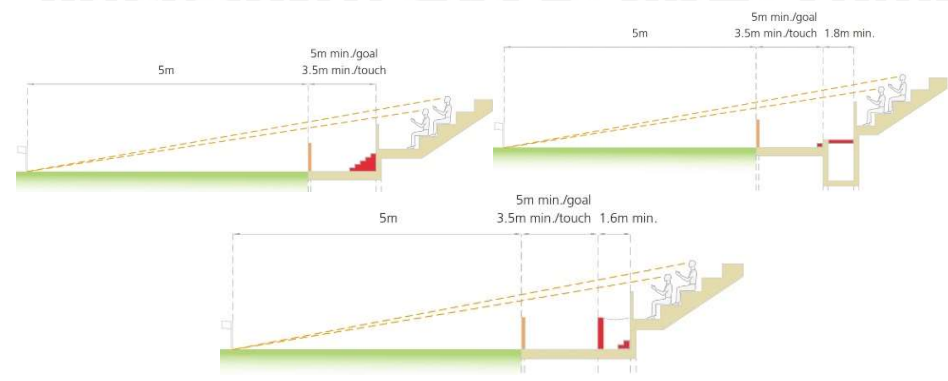 5m
5m min./goal
3.5m min./touch
5m
5m min./goal
3.5m min./touch 1.8m min.
5m
5m min./goal
3.5m min./touch 1.6m min.